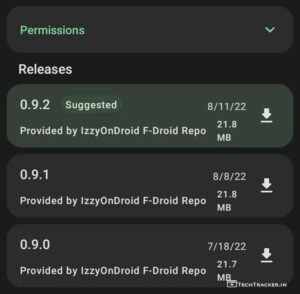 Permissions
Releases
0.9.2 Suggested 8/11/22
Provided by IzzyOnDroid F-Droid Repo 21.8
MB
0.9.1 8/8/22
Provided by IzzyOnDroid F-Droid Repo 21.8
MB
0.9.0 7/18/22
Provided by IzzyOnDroid F-Droid Repo 21.7
MB
TECHTRACKER.IN